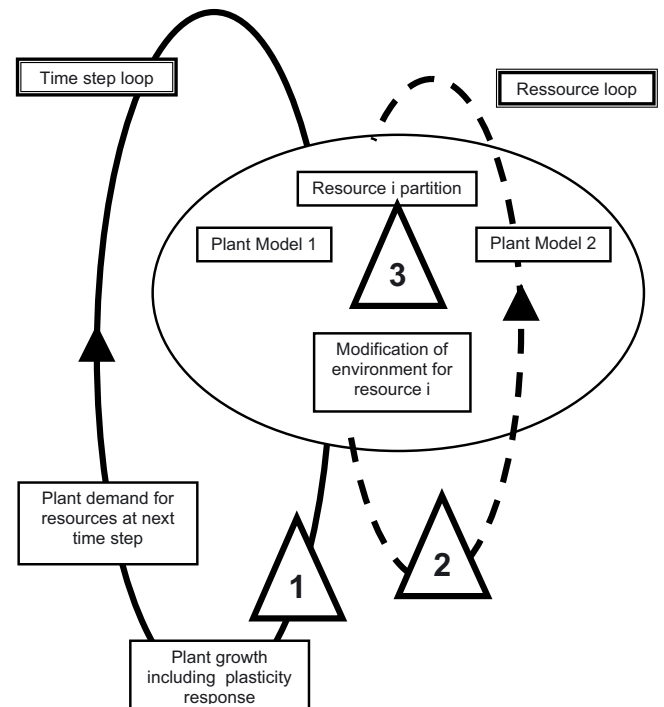 Time step loop
Ressource loop
Resource i partition
Plant Model 1
Plant Model 2
3
Modification of
environment for
resource i
Plant demand for
resources at next
time step
1
2
Plant growth
including plasticity
response